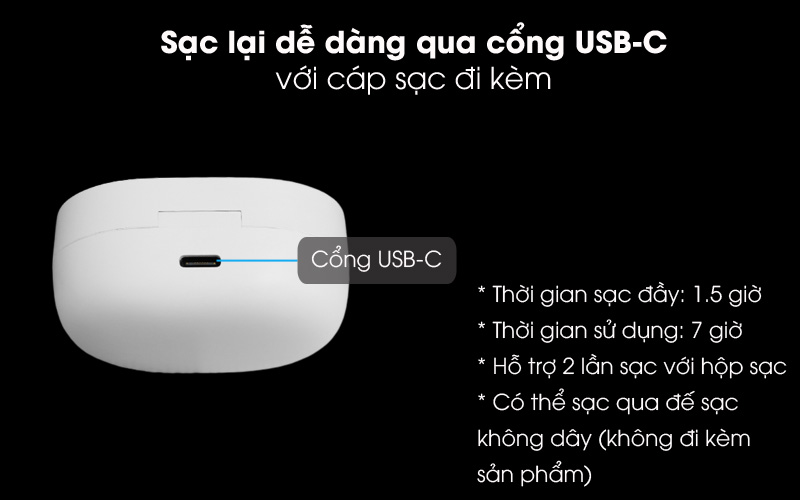 Sạc lại dễ dàng qua cổng USB-C
với cáp sạc đi kèm
Cổng USB-C
* Thời gian sạc đầy: 1.5 giờ
* Thời gian sử dụng: 7 giờ
* Hỗ trợ 2 lần sạc với hộp sạc
* Có thể sạc qua đế sạc
không dây (không đi kèm
sản phẩm)